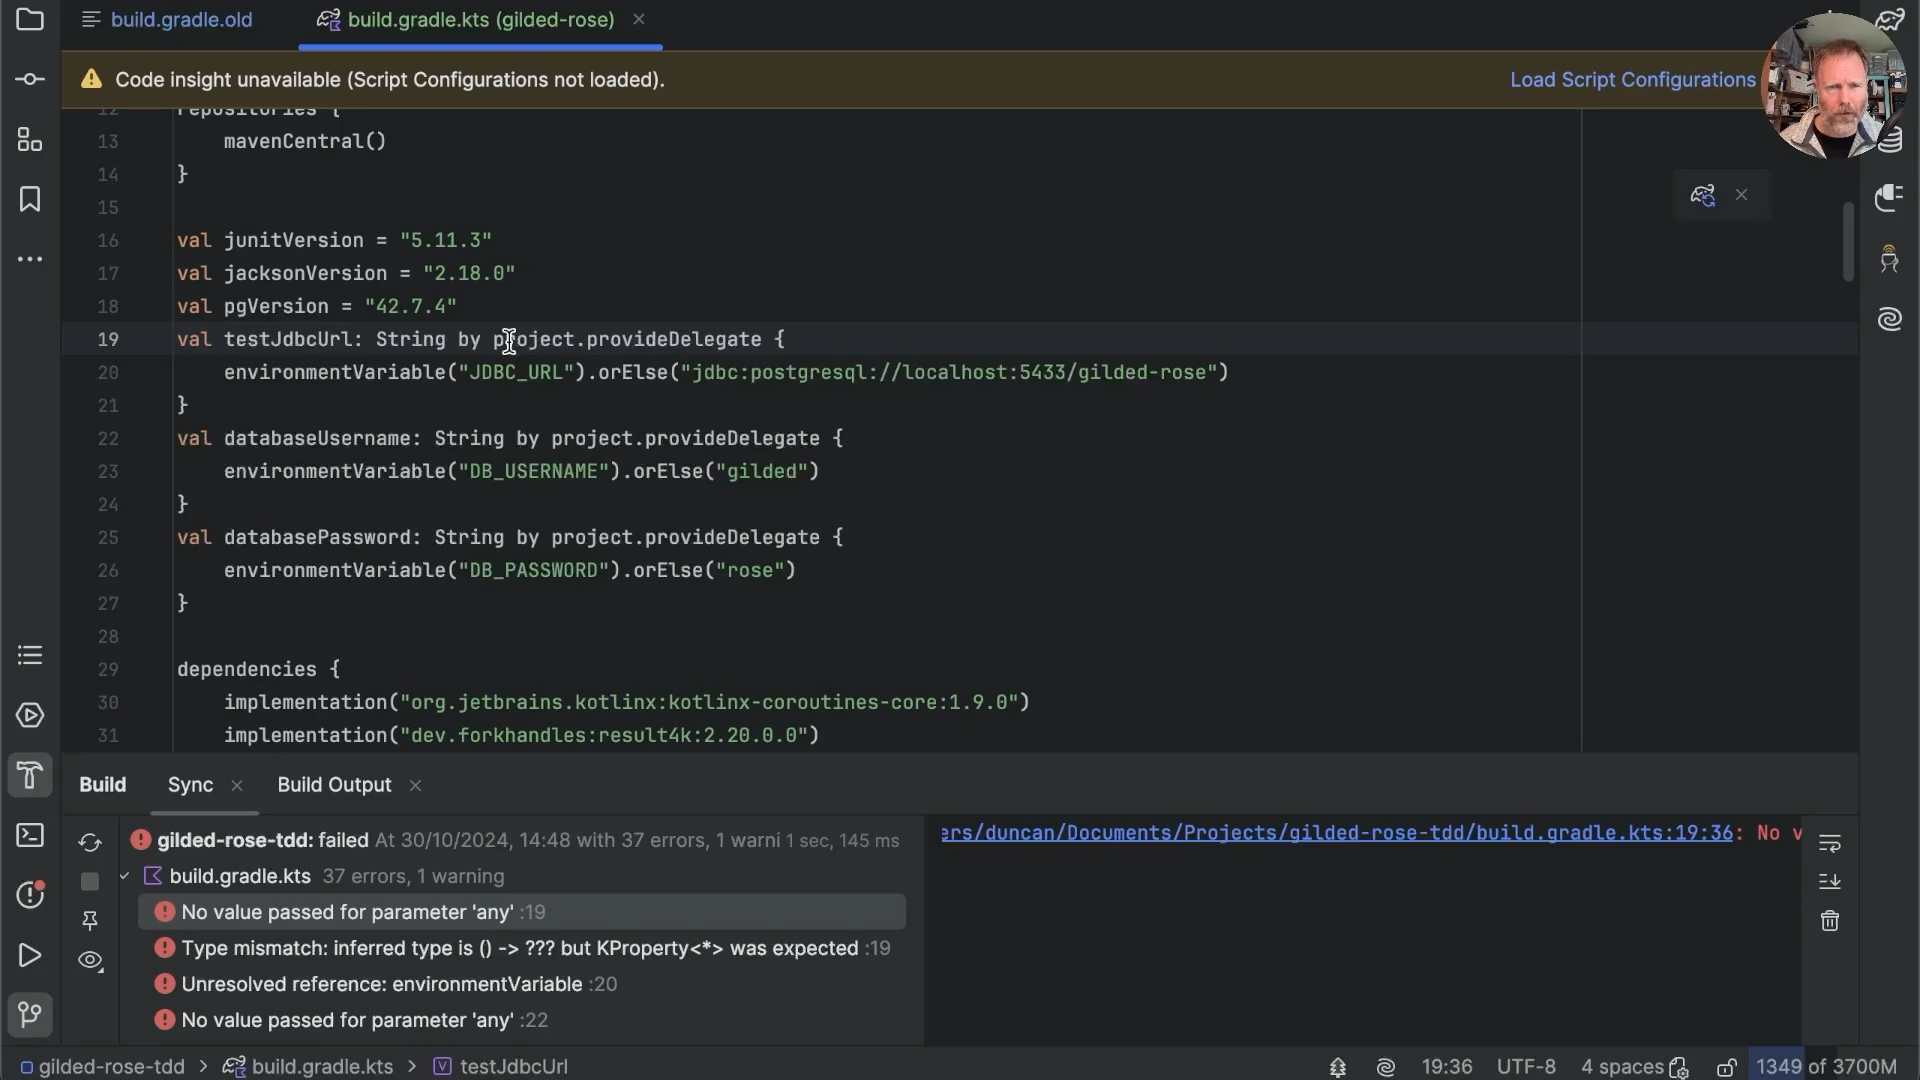 build.gradle.old
build.gradle.kts (gilded-rose)
Code insight unavailable (Script Configurations not loaded).
Load Script Configurations
12 repositories {
13 mavenCentral()
14 }
15
16 val junitVersion = "5.11.3"
17 val jacksonVersion = "2.18.0"
18 val pgVersion = "42.7.4"
19 val testJdbcUrl: String by project.provideDelegate {
20 environmentVariable("JDBC_URL").orElse("jdbc:postgresql://localhost:5433/gilded-rose")
21 }
22 val databaseUsername: String by project.provideDelegate {
23 environmentVariable("DB_USERNAME").orElse("gilded")
24 }
25 val databasePassword: String by project.provideDelegate {
26 environmentVariable("DB_PASSWORD").orElse("rose")
27 }
28
29 dependencies {
30 implementation("org.jetbrains.kotlinx:kotlinx-coroutines-core:1.9.0")
31 implementation("dev.forkhandles:result4k:2.20.0.0")
Build Sync Build Output
gilded-rose-tdd: failed At 30/10/2024, 14:48 with 37 errors, 1 warni 1 sec, 145 ms
build.gradle.kts 37 errors, 1 warning
No value passed for parameter 'any' :19
Type mismatch: inferred type is () -> ??? but KProperty<*> was expected :19
Unresolved reference: environmentVariable :20
No value passed for parameter 'any' :22
ers/duncan/Documents/Projects/gilded-rose-tdd/build.gradle.kts:19:36: No v
gilded-rose-tdd > build.gradle.kts > testJdbcUrl
19:36 UTF-8 4 spaces 1349 of 3700M